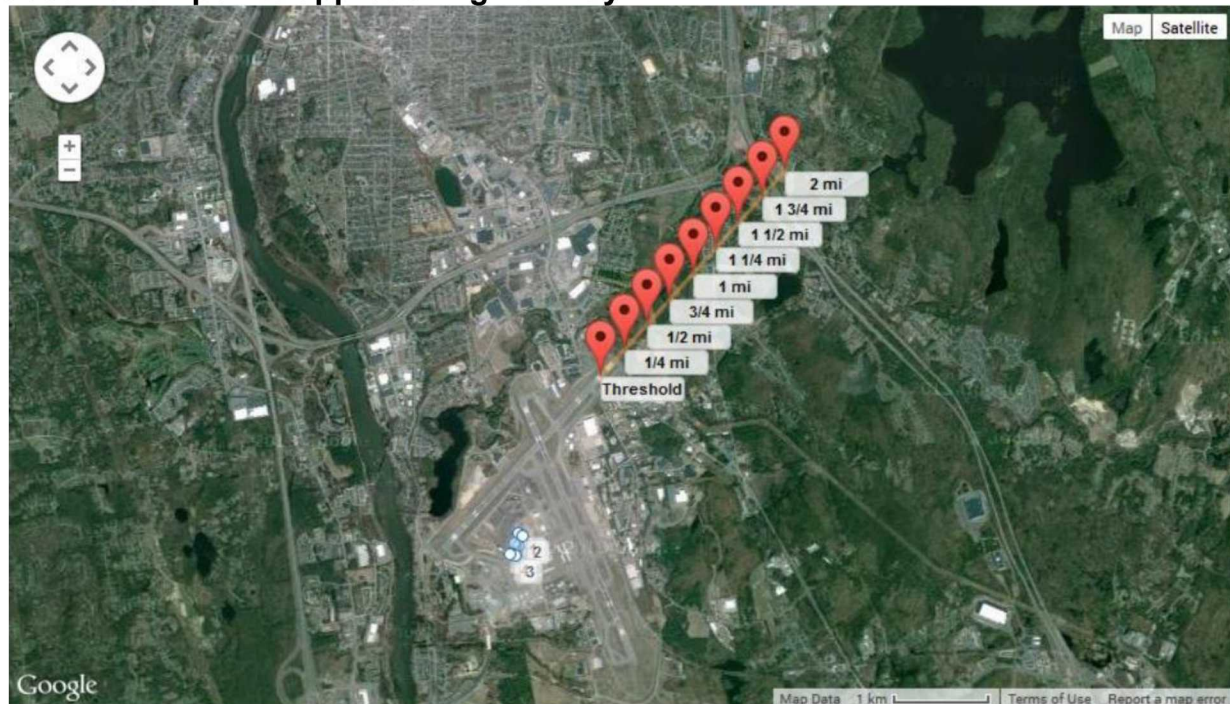 Map Satellite
+
−
2 mi
1 3/4 mi
1 1/2 mi
1 1/4 mi
1 mi
3/4 mi
1/2 mi
1/4 mi
Threshold
2
3
Google
Map Data 1 km Terms of Use Report a map error